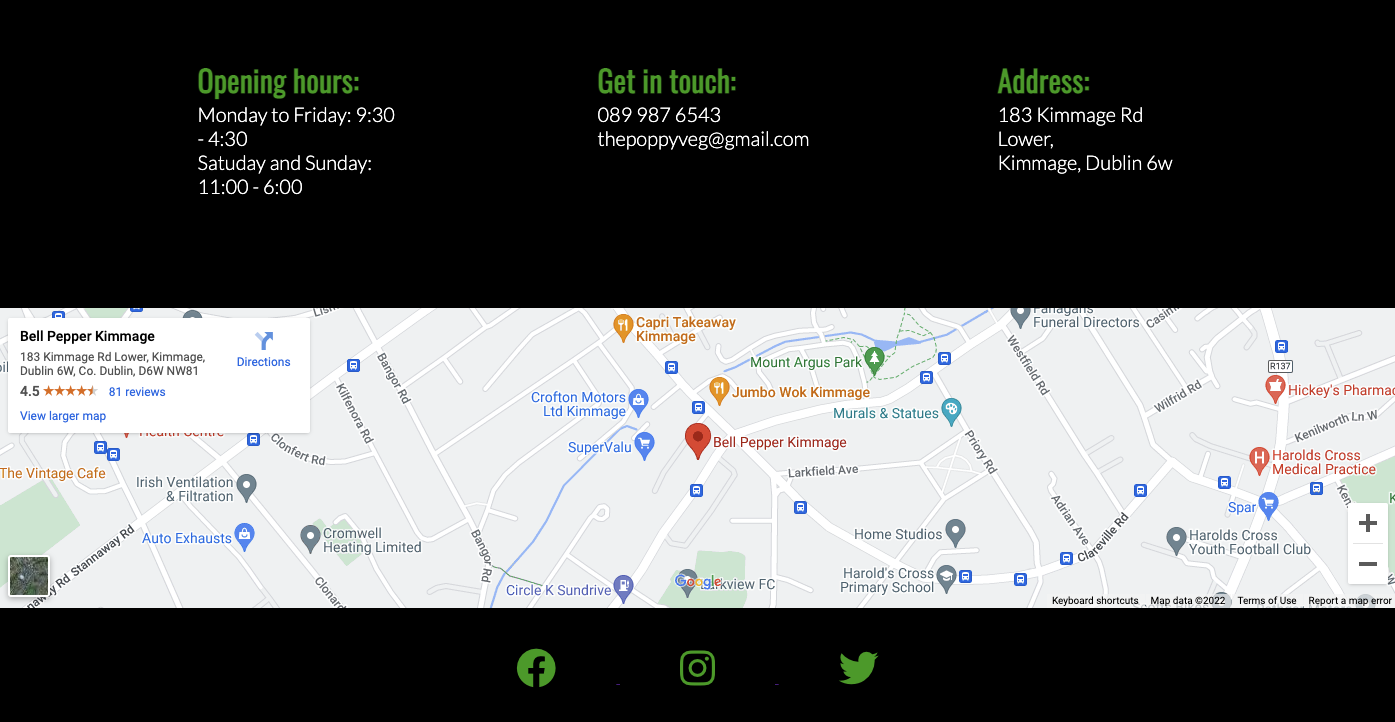 Opening hours:
Monday to Friday: 9:30
- 4:30
Satuday and Sunday:
11:00 - 6:00
Get in touch:
089 987 6543
thepoppyveg@gmail.com
Address:
183 Kimmage Rd
Lower,
Kimmage, Dublin 6w
Bell Pepper Kimmage
183 Kimmage Rd Lower, Kimmage,
Dublin 6W, Co. Dublin, D6W NW81
4.5 81 reviews
View larger map
Directions
Capri Takeaway
Kimmage
Funeral Directors
R137
Mount Argus Park
Jumbo Wok Kimmage
Crofton Motors
Ltd Kimmage
Murals & Statues
SuperValu
Bell Pepper Kimmage
Bangor Rd
Kilfenora Rd
Westfield Rd
Wilfrid Rd
Hickey's Pharmac
Kenilworth Ln W
Clonfert Rd
Health Centre
The Vintage Cafe
Irish Ventilation
& Filtration
Larkfield Ave
Priory Rd
Harolds Cross
Medical Practice
Spar
Auto Exhausts
Cromwell
Heating Limited
Stannaway Rd
Bangor Rd
Home Studios
Adrian Ave
Clareville Rd
Harolds Cross
Youth Football Club
Circle K Sundrive
Google
Larkview FC
Harold's Cross
Primary School
Keyboard shortcuts Map data ©2022 Terms of Use Report a map error